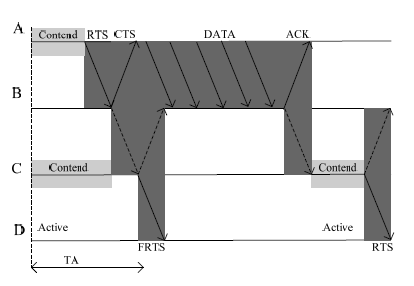 A
Contend RTS CTS DATA ACK
B
C
Contend Contend
D
Active Active
FRTS RTS
TA